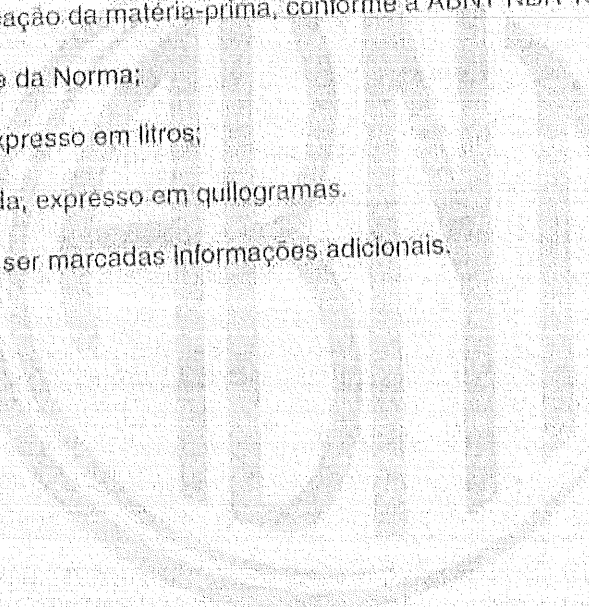 ação da matéria-prima, conforme a ABNT NBR
da Norma;
xpresso em litros;
da, expresso em quilogramas.
ser marcadas informações adicionais.
ABNT